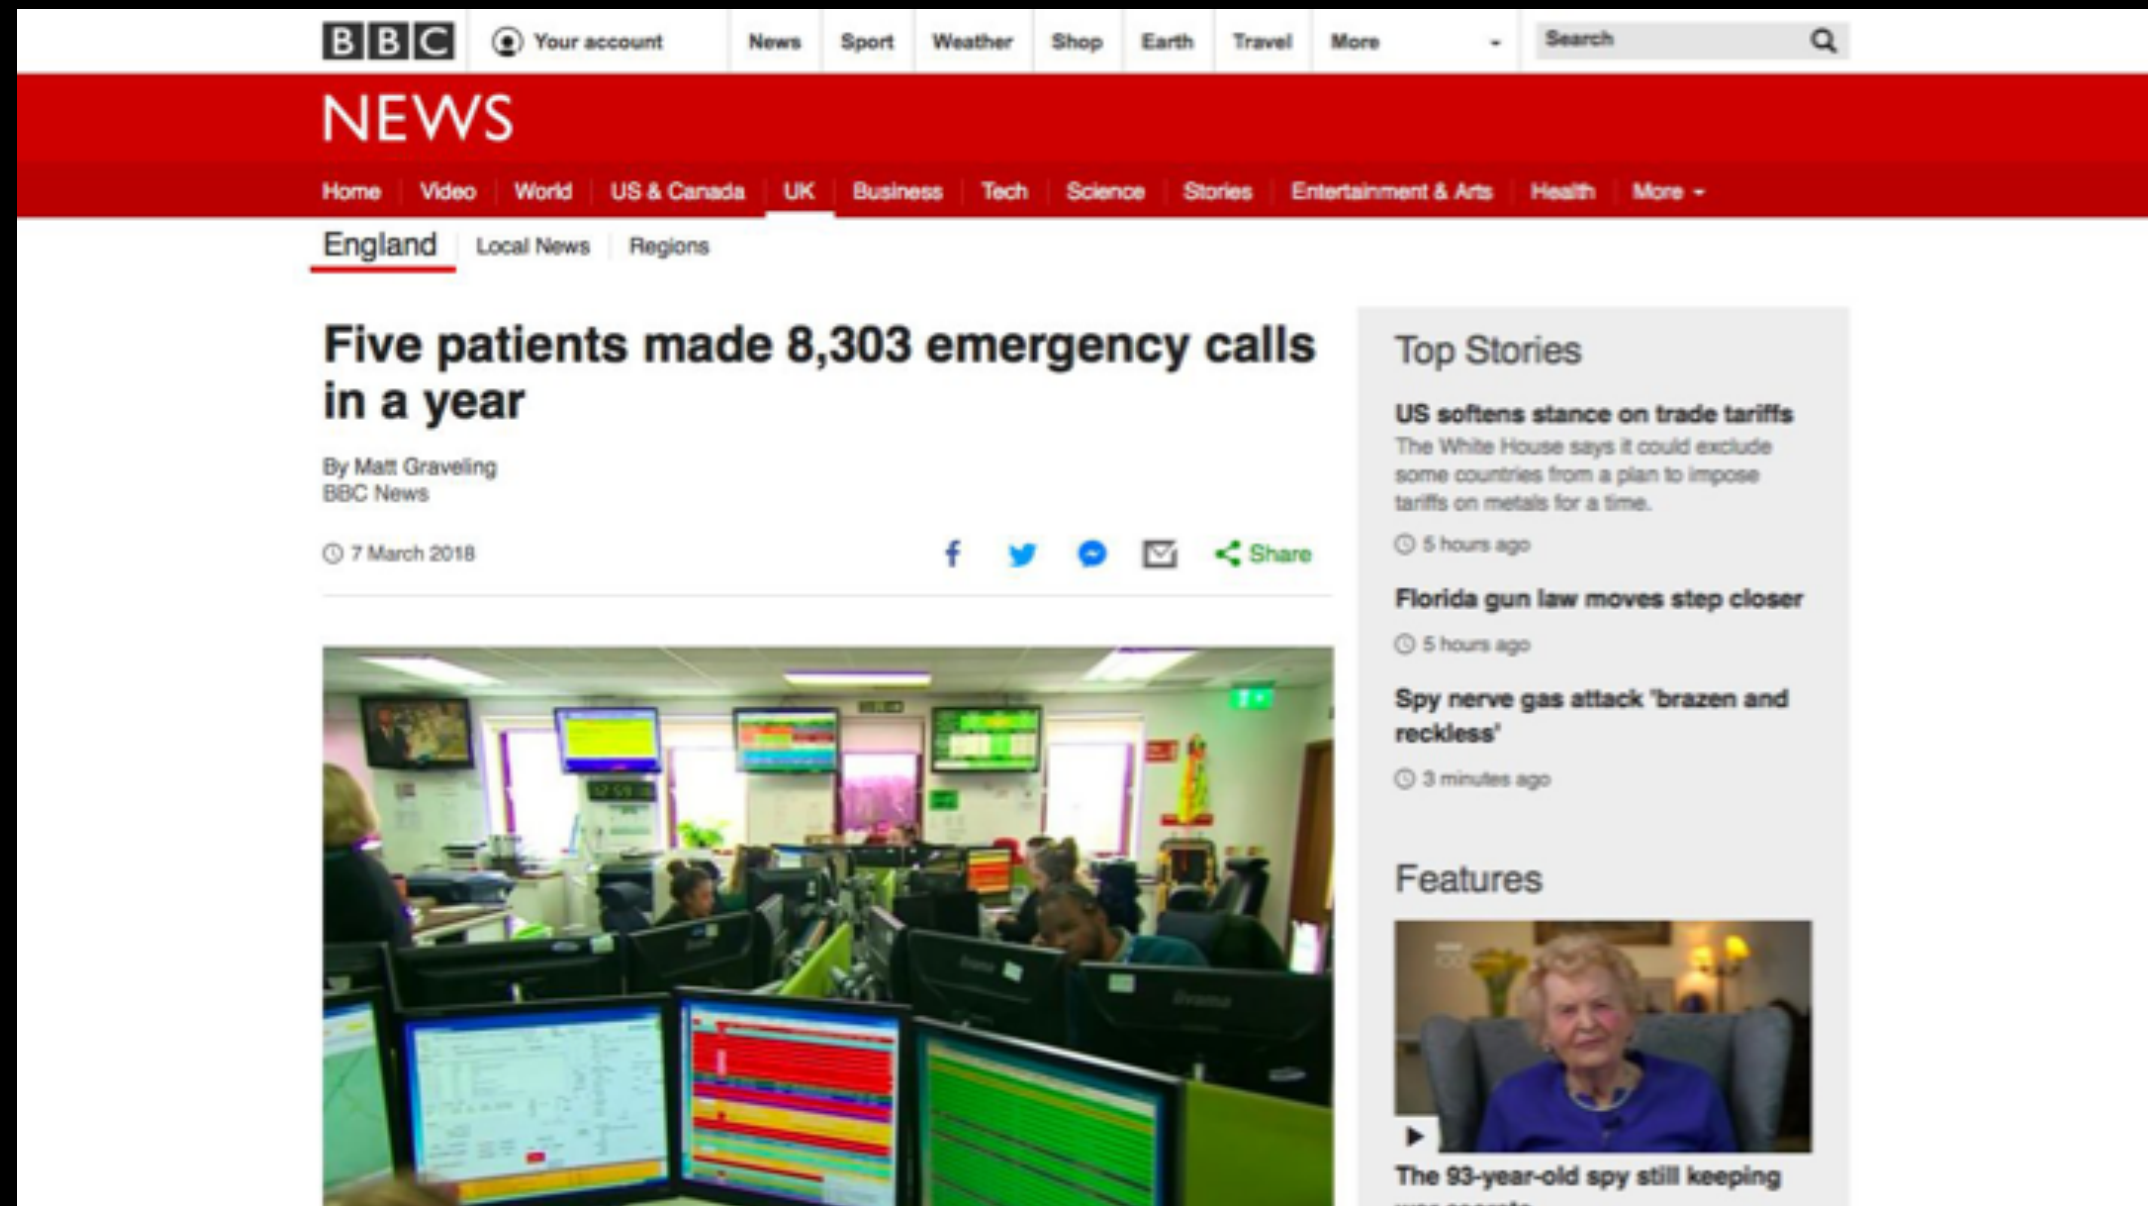 BBC
Your account
News
Sport
Weather
Shop
Earth
Travel
More
Search
NEWS
Home
Video
World
US & Canada
UK
Business
Tech
Science
Stories
Entertainment & Arts
Health
More
England
Local News
Regions
Five patients made 8,303 emergency calls
in a year
By Matt Graveling
BBC News
7 March 2018
Share
Top Stories
US softens stance on trade tariffs
The White House says it could exclude
some countries from a plan to impose
tariffs on metals for a time.
5 hours ago
Florida gun law moves step closer
5 hours ago
Spy nerve gas attack 'brazen and
reckless'
3 minutes ago
Features
The 93-year-old spy still keeping